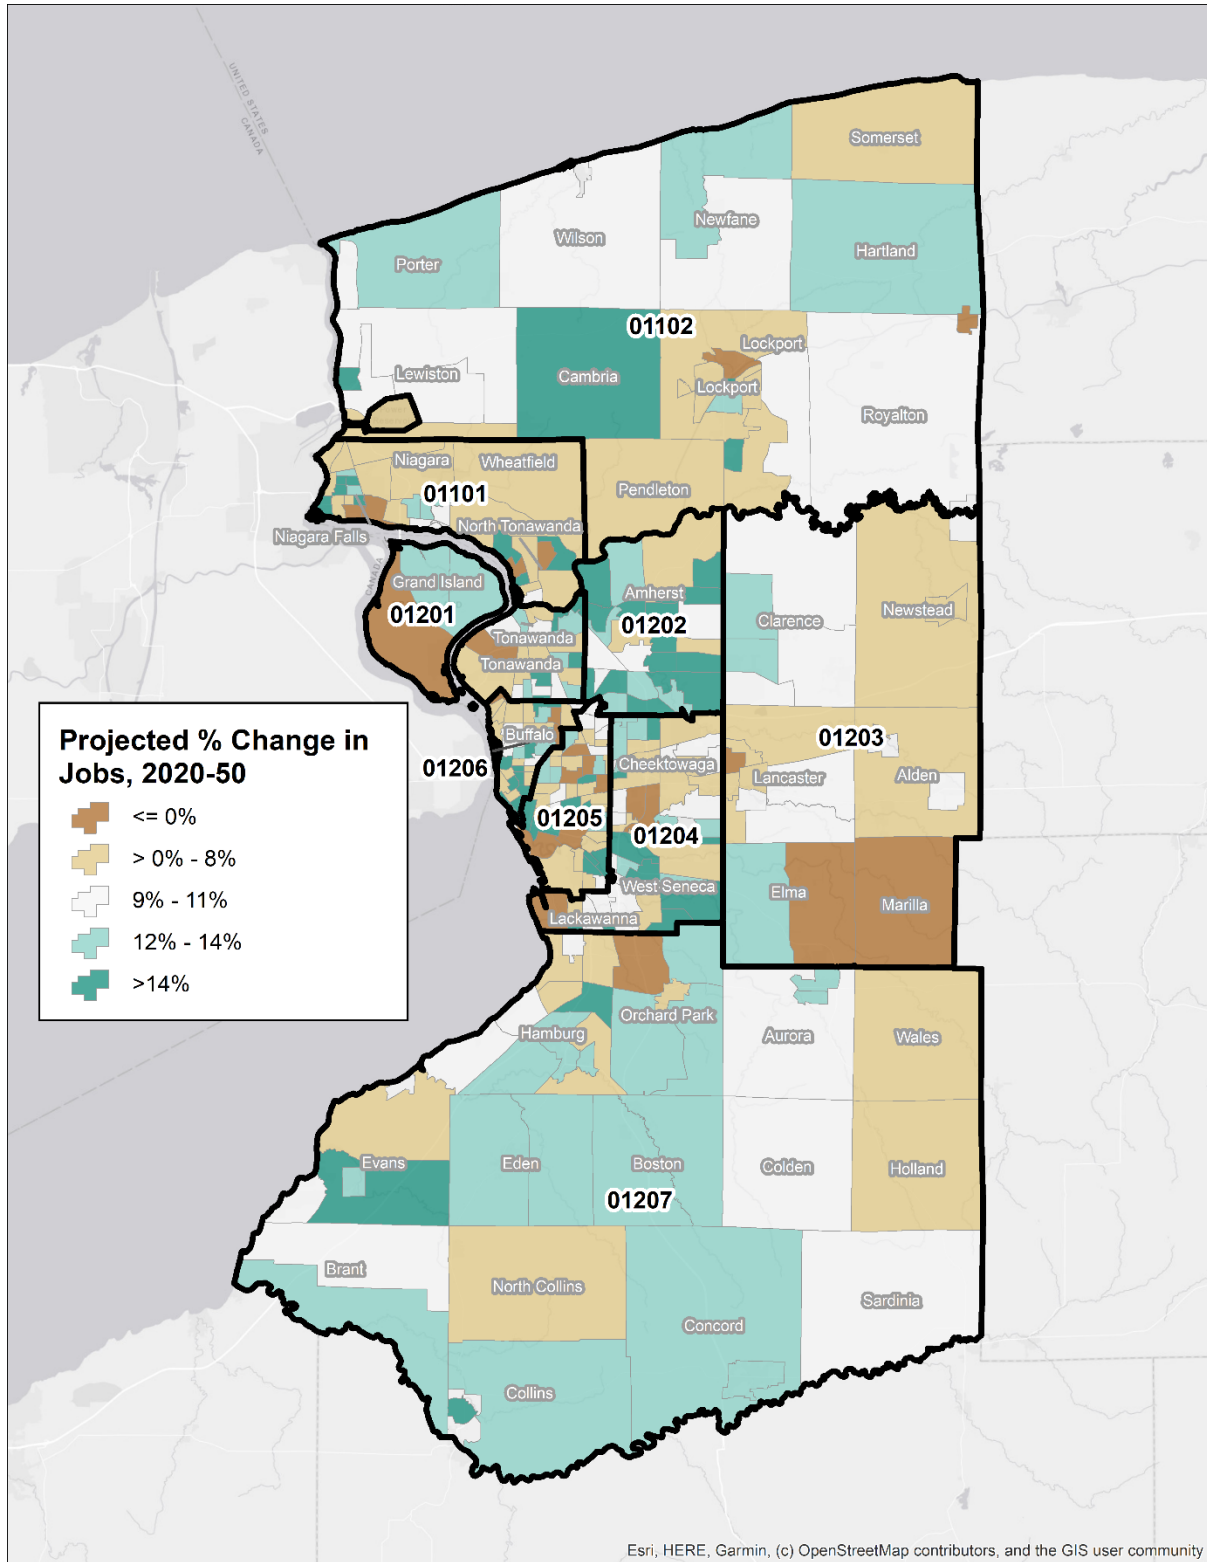 UNITED STATES
CANADA
Somerset
Newfane
Wilson
Hartland
Porter
01102
Lockport
Lewiston
Cambria
Lockport
Royalton
Niagara
Wheatfield
Pendleton
01101
North Tonawanda
Niagara Falls
CANADA
Grand Island
Amherst
Newstead
01201
01202
Clarence
Tonawanda
Tonawanda
Projected % Change in
Jobs, 2020-50
<= 0%
> 0% - 8%
9% - 11%
12% - 14%
>14%
Buffalo
01203
01206
Cheektowaga
Lancaster
Alden
01205
01204
West Seneca
Elma
Marilla
Lackawanna
Orchard Park
Hamburg
Aurora
Wales
Evans
Eden
Boston
Colden
Holland
01207
Brant
North Collins
Sardinia
Concord
Collins
Esri, HERE, Garmin, (c) OpenStreetMap contributors, and the GIS user community